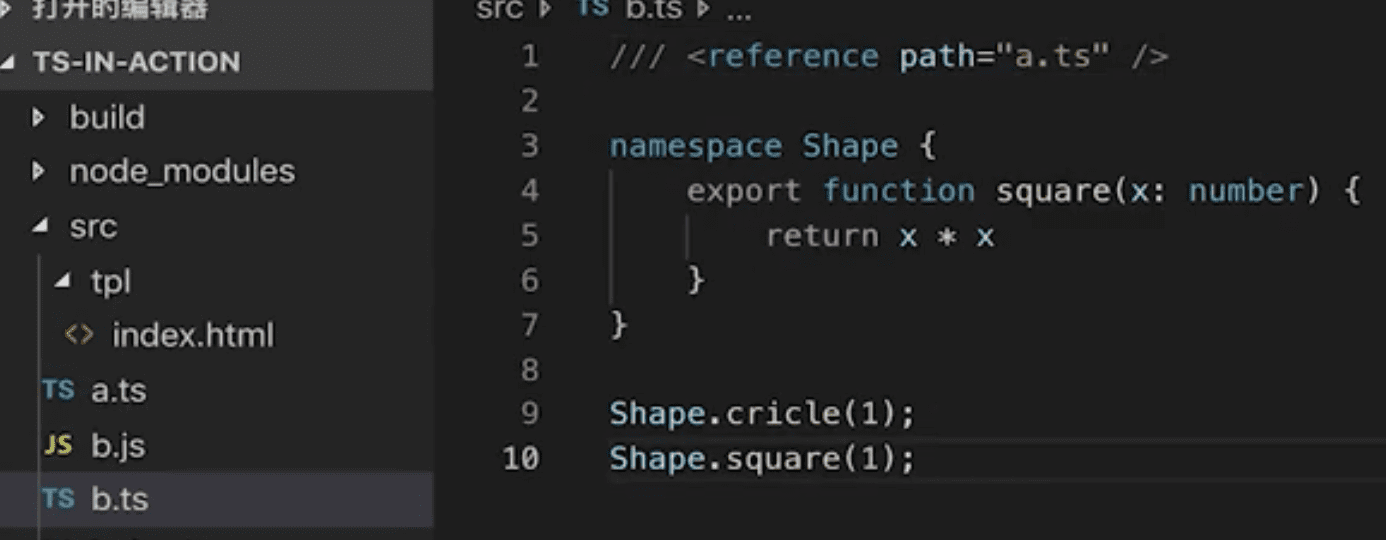 打开的编辑器
TS-IN-ACTION
build
node_modules
src
tpl
<> index.html
TS a.ts
JS b.js
TS b.ts
src TS b.ts ...
1 /// <reference path="a.ts" />
2
3 namespace Shape {
4 export function square(x: number) {
5 return x * x
6 }
7 }
8
9 Shape.cricle(1);
10 Shape.square(1);